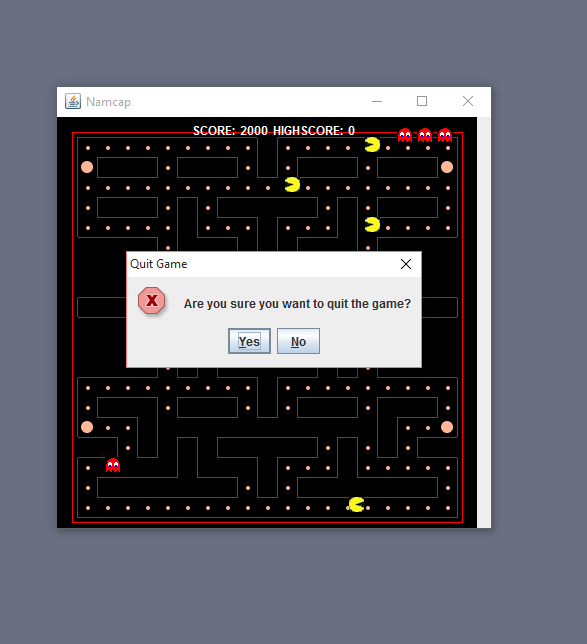 Namcap
SCORE: 2000 HIGHSCORE: 0
Quit Game
Are you sure you want to quit the game?
Yes No